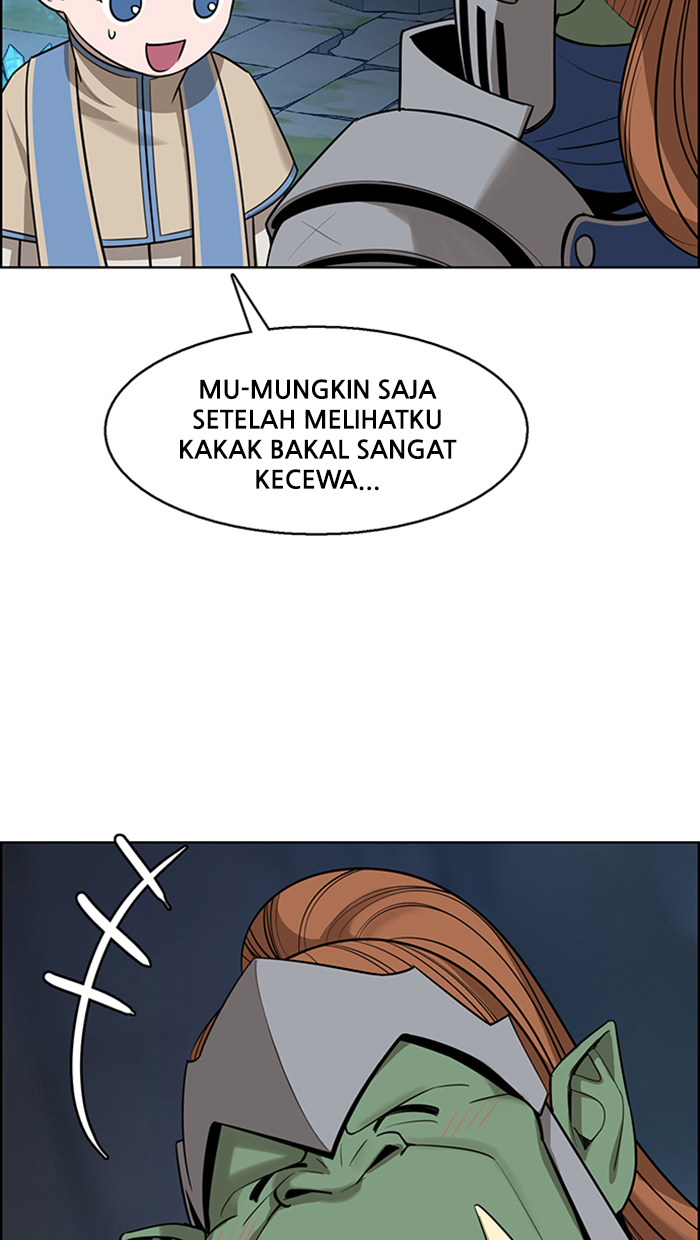 MU-MUNGKIN SAJA
SETELAH MELIHATKU
KAKAK BAKAL SANGAT
KECEWA...